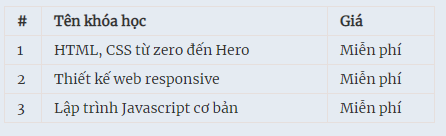 # Tên khóa học Giá
1 HTML, CSS từ zero đến Hero Miễn phí
2 Thiết kế web responsive Miễn phí
3 Lập trình Javascript cơ bản Miễn phí